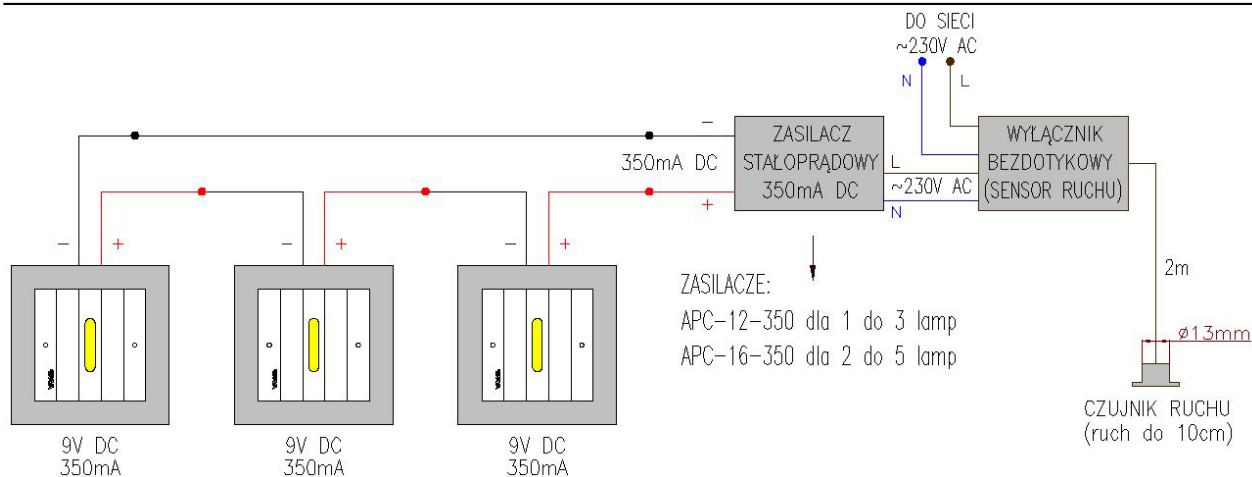 DO SIECI
~230V AC
N
L
–
350mA DC
+
ZASILACZ
STAŁOPRĄDOWY
350mA DC
L
~230V AC
N
WYŁĄCZNIK
BEZDOTYKOWY
(SENSOR RUCHU)
– +
– +
– +
2m
ø13mm
ZASILACZE:
APC–12–350 dla 1 do 3 lamp
APC–16–350 dla 2 do 5 lamp
CZUJNIK RUCHU
(ruch do 10cm)
9V DC
350mA
9V DC
350mA
9V DC
350mA